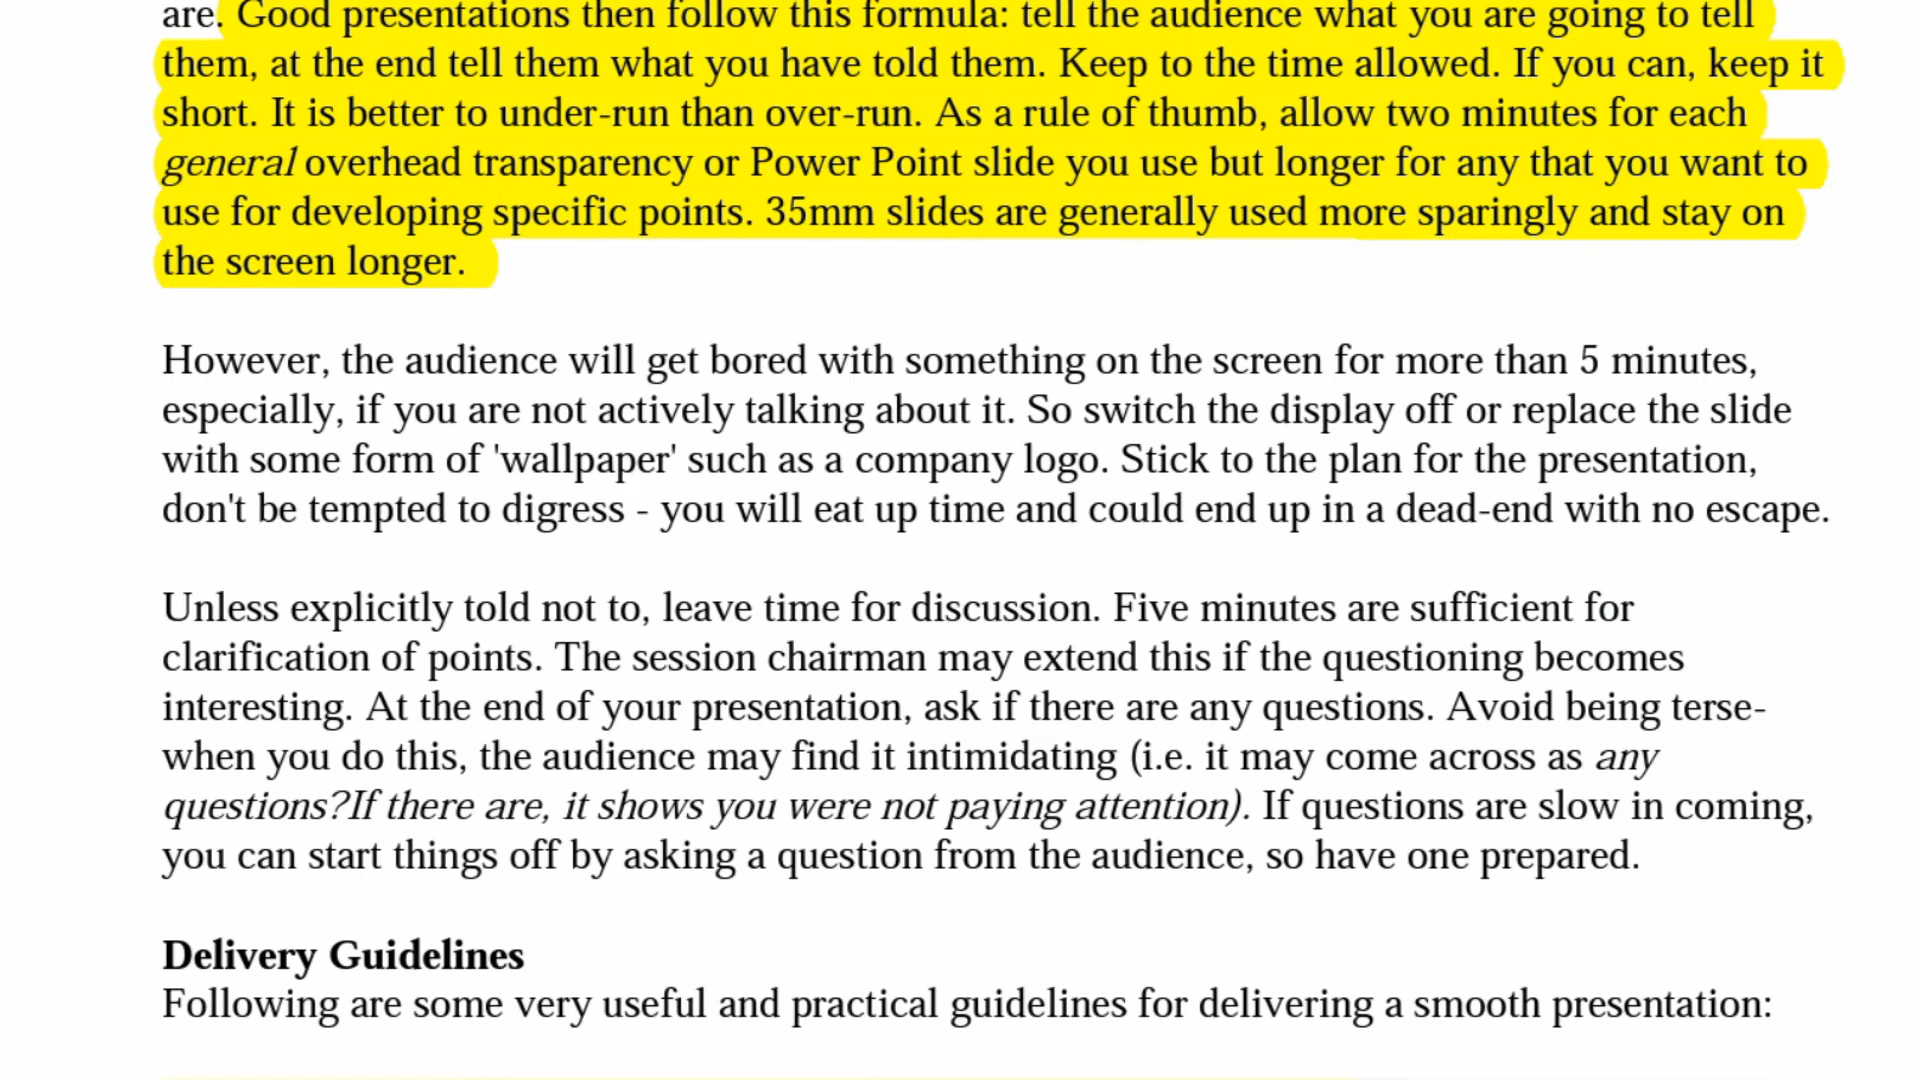 are. Good presentations then follow this formula: tell the audience what you are going to tell
them, at the end tell them what you have told them. Keep to the time allowed. If you can, keep it
short. It is better to under-run than over-run. As a rule of thumb, allow two minutes for each
general overhead transparency or Power Point slide you use but longer for any that you want to
use for developing specific points. 35mm slides are generally used more sparingly and stay on
the screen longer.
However, the audience will get bored with something on the screen for more than 5 minutes,
especially, if you are not actively talking about it. So switch the display off or replace the slide
with some form of 'wallpaper' such as a company logo. Stick to the plan for the presentation,
don't be tempted to digress - you will eat up time and could end up in a dead-end with no escape.
Unless explicitly told not to, leave time for discussion. Five minutes are sufficient for
clarification of points. The session chairman may extend this if the questioning becomes
interesting. At the end of your presentation, ask if there are any questions. Avoid being terse-
when you do this, the audience may find it intimidating (i.e. it may come across as any
questions?If there are, it shows you were not paying attention). If questions are slow in coming,
you can start things off by asking a question from the audience, so have one prepared.
Delivery Guidelines
Following are some very useful and practical guidelines for delivering a smooth presentation: